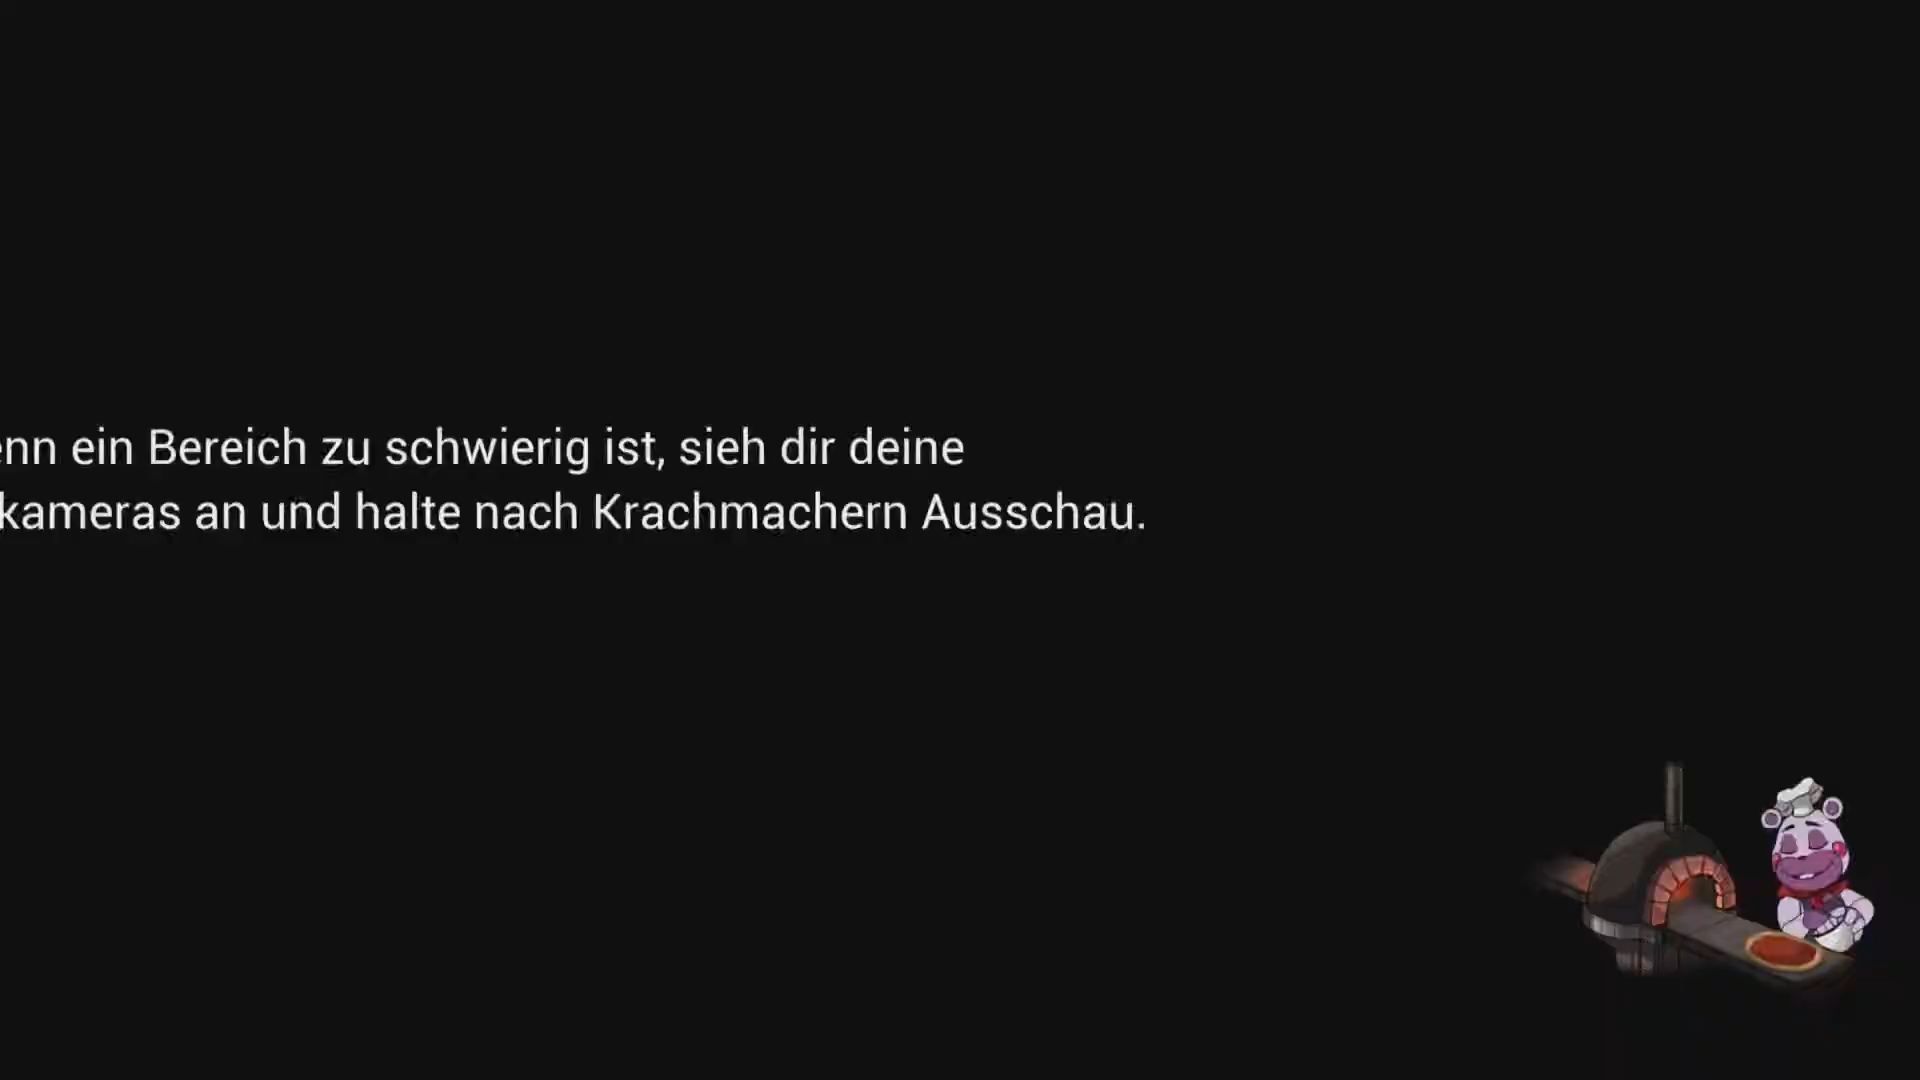 enn ein Bereich zu schwierig ist, sieh dir deine
kameras an und halte nach Krachmachern Ausschau.